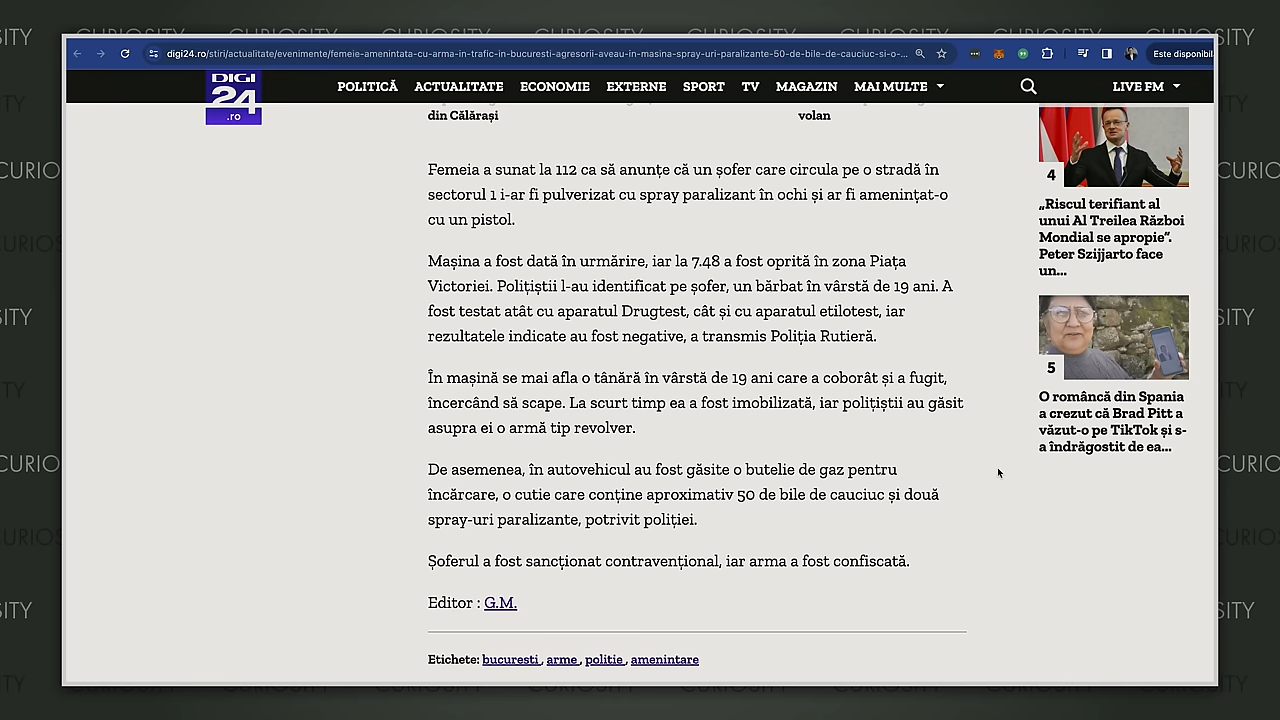 digi24.ro/stiri/actualitate/evenimente/femeie-amenintata-cu-arma-in-trafic-in-bucuresti-agresorii-aveau-in-masina-spray-uri-paralizante-50-de-bile-de-cauciuc-si-o-...
Este disponibil
DIGI
24
.ro
POLITICĂ ACTUALITATE ECONOMIE EXTERNE SPORT TV MAGAZIN MAI MULTE LIVE FM
din Călărași
volan
Femeia a sunat la 112 ca să anunțe că un șofer care circula pe o stradă în
sectorul 1 i-ar fi pulverizat cu spray paralizant în ochi și ar fi amenințat-o
cu un pistol.
Mașina a fost dată în urmărire, iar la 7.48 a fost oprită în zona Piața
Victoriei. Polițiștii l-au identificat pe șofer, un bărbat în vârstă de 19 ani. A
fost testat atât cu aparatul Drugtest, cât și cu aparatul etilotest, iar
rezultatele indicate au fost negative, a transmis Poliția Rutieră.
În mașină se mai afla o tânără în vârstă de 19 ani care a coborât și a fugit,
încercând să scape. La scurt timp ea a fost imobilizată, iar polițiștii au găsit
asupra ei o armă tip revolver.
De asemenea, în autovehicul au fost găsite o butelie de gaz pentru
încărcare, o cutie care conține aproximativ 50 de bile de cauciuc și două
spray-uri paralizante, potrivit poliției.
Șoferul a fost sancționat contravențional, iar arma a fost confiscată.
Editor : G.M.
Etichete: bucuresti , arme , politie , amenintare
4
„Riscul terifiant al
unui Al Treilea Război
Mondial se apropie”.
Peter Szijjarto face
un...
5
O româncă din Spania
a crezut că Brad Pitt a
văzut-o pe TikTok și s-
a îndrăgostit de ea...
CURIOSITY